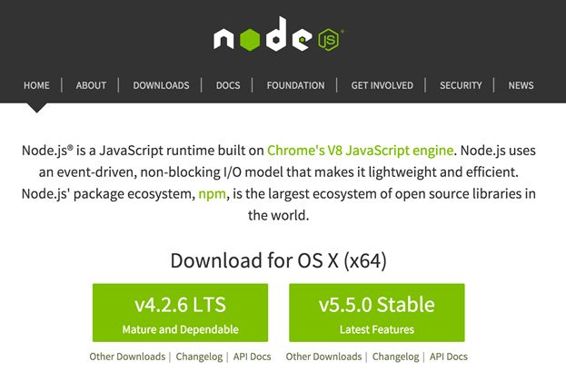 node JS
HOME | ABOUT | DOWNLOADS | DOCS | FOUNDATION | GET INVOLVED | SECURITY | NEWS
Node.js® is a JavaScript runtime built on Chrome's V8 JavaScript engine. Node.js uses
an event-driven, non-blocking I/O model that makes it lightweight and efficient.
Node.js' package ecosystem, npm, is the largest ecosystem of open source libraries in
the world.
Download for OS X (x64)
v4.2.6 LTS
Mature and Dependable
v5.5.0 Stable
Latest Features
Other Downloads | Changelog | API Docs
Other Downloads | Changelog | API Docs